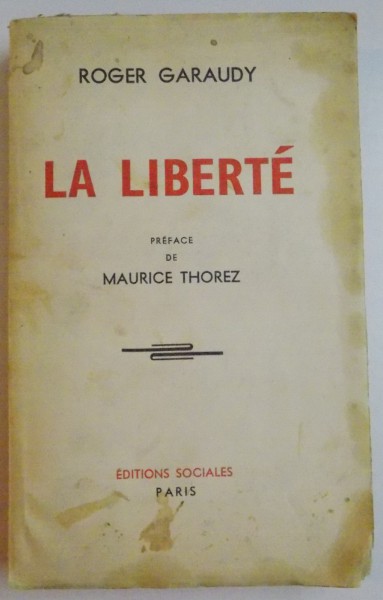 ROGER GARAUDY
LA LIBERTÉ
PRÉFACE
DE
MAURICE THOREZ
ÉDITIONS SOCIALES
PARIS